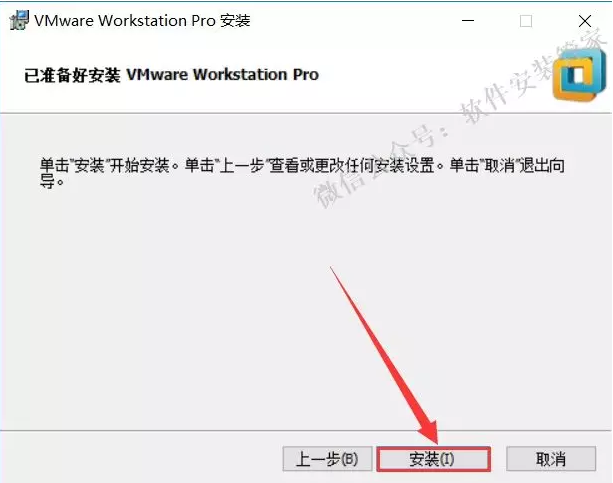 VMware Workstation Pro 安装
已准备好安装 VMware Workstation Pro
微信公众号：软件安装管家
单击“安装”开始安装。单击“上一步”查看或更改任何安装设置。单击“取消”退出向
导。
上一步(B)
安装(I)
取消